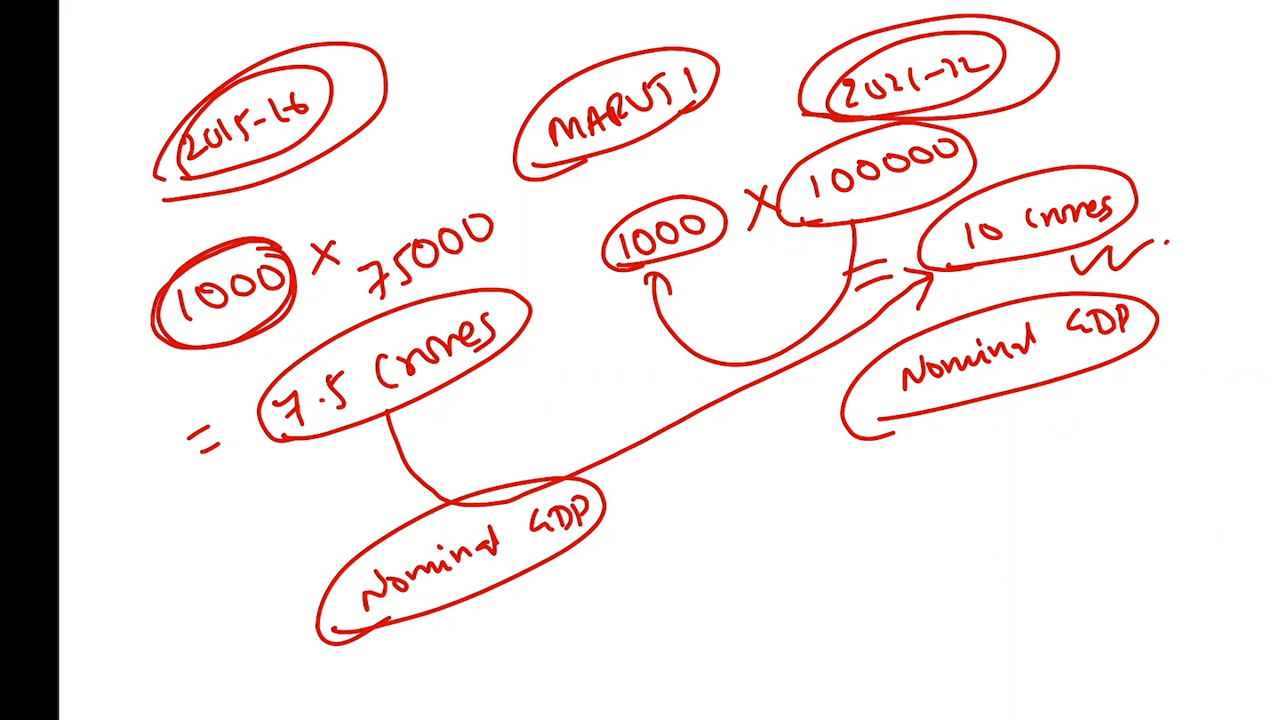 2015-16
MARUTI
2021-22
1000 × 75000
= 7.5 Crores
Nominal GDP
1000 × 100000
= 10 Crores
Nominal GDP